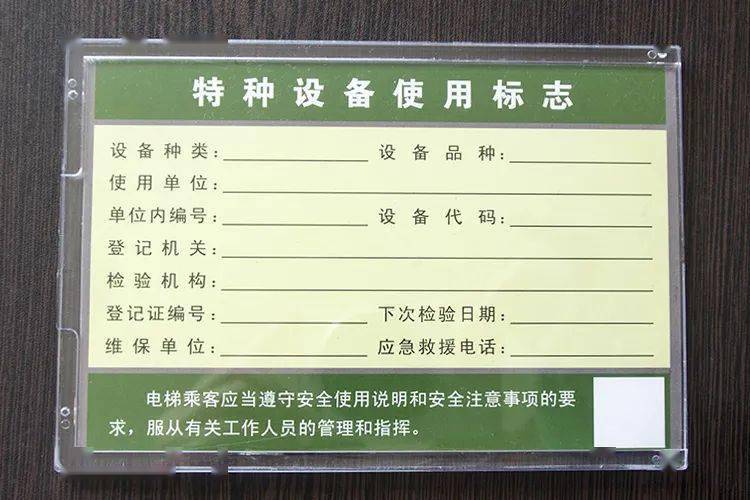 特种设备使用标志
设备种类： 设备品种：
使用单位：
单位内编号： 设备代码：
登记机关：
检验机构：
登记证编号： 下次检验日期：
维保单位： 应急救援电话：
电梯乘客应当遵守安全使用说明和安全注意事项的要
求，服从有关工作人员的管理和指挥。